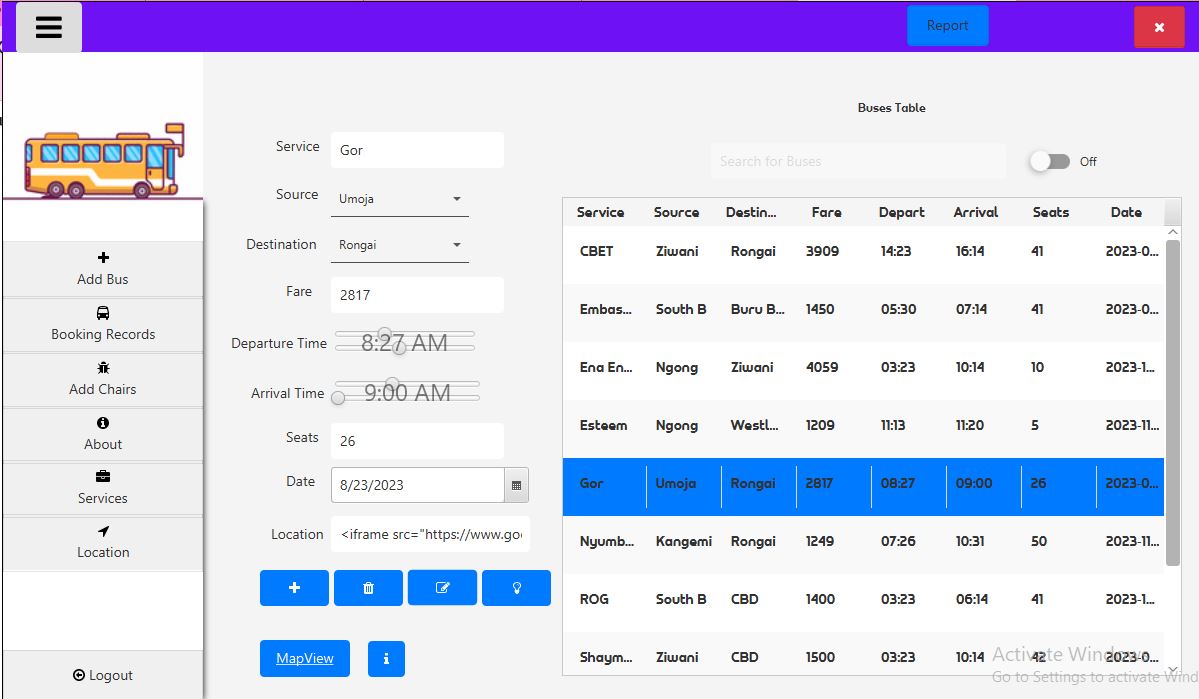 Report
Buses Table
Service Gor
Search for Buses Off
Source Umoja
Destination Rongai
Fare 2817
Departure Time 8:27 AM
Arrival Time 9:00 AM
Seats 26
Date 8/23/2023
Location <iframe src="https://www.goo
MapView
Add Bus
Booking Records
Add Chairs
About
Services
Location
Logout
Service Source Destin... Fare Depart Arrival Seats Date
CBET Ziwani Rongai 3909 14:23 16:14 41 2023-0...
Embas... South B Buru B... 1450 05:30 07:14 41 2023-0...
Ena En... Ngong Ziwani 4059 03:23 10:14 10 2023-1...
Esteem Ngong Westl... 1209 11:13 11:20 5 2023-11...
Gor Umoja Rongai 2817 08:27 09:00 26 2023-0...
Nyumb... Kangemi Rongai 1249 07:26 10:31 50 2023-11...
ROG South B CBD 1400 03:23 06:14 41 2023-1...
Shaym... Ziwani CBD 1500 03:23 10:14 42 2023-0...
Activate Windows
Go to Settings to activate Wind